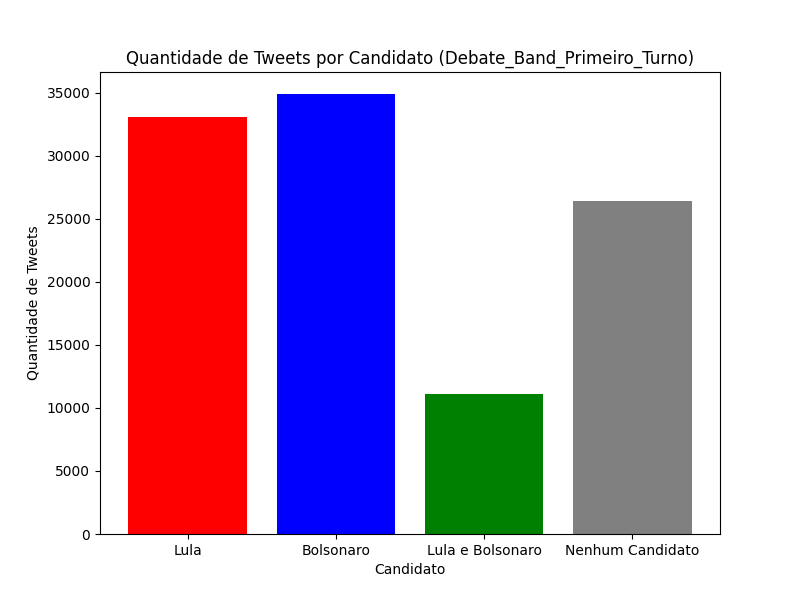 Quantidade de Tweets por Candidato (Debate_Band_Primeiro_Turno)
Quantidade de Tweets
35000
30000
25000
20000
15000
10000
5000
0
Lula
Bolsonaro
Lula e Bolsonaro
Nenhum Candidato
Candidato